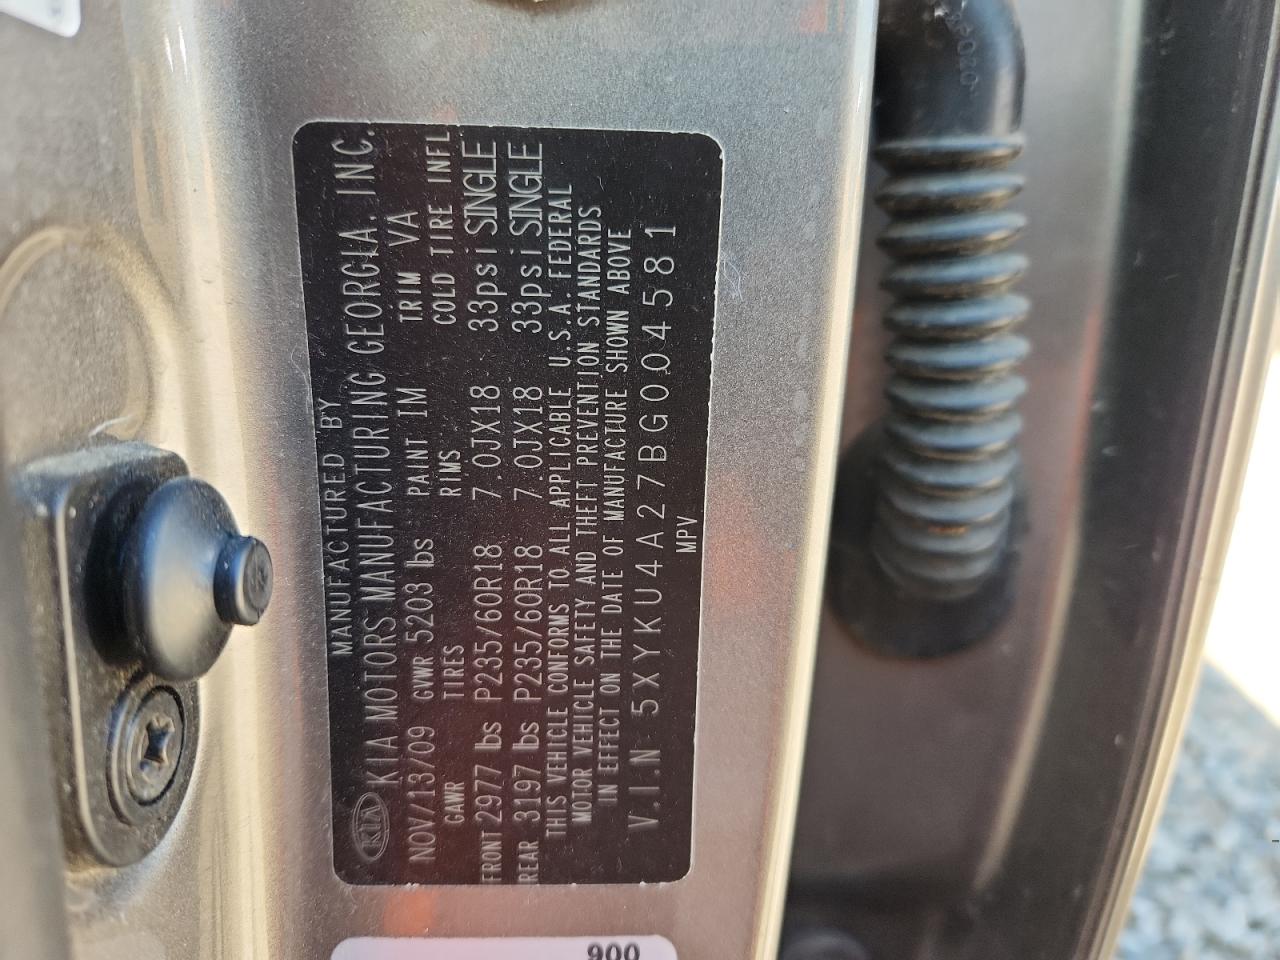 MANUFACTURED BY
KIA KIA MOTORS MANUFACTURING GEORGIA, INC.
NOV/13/09 GVWR 5203 lbs PAINT IM TRIM VA
GAWR TIRES RIMS COLD TIRE INFL
FRONT 2977 lbs P235/60R18 7.0JX18 33psi SINGLE
REAR 3197 lbs P235/60R18 7.0JX18 33psi SINGLE
THIS VEHICLE CONFORMS TO ALL APPLICABLE U.S.A. FEDERAL
MOTOR VEHICLE SAFETY AND THEFT PREVENTION STANDARDS
IN EFFECT ON THE DATE OF MANUFACTURE SHOWN ABOVE
V.I.N 5XYKU4A27BG004581
MPV
900